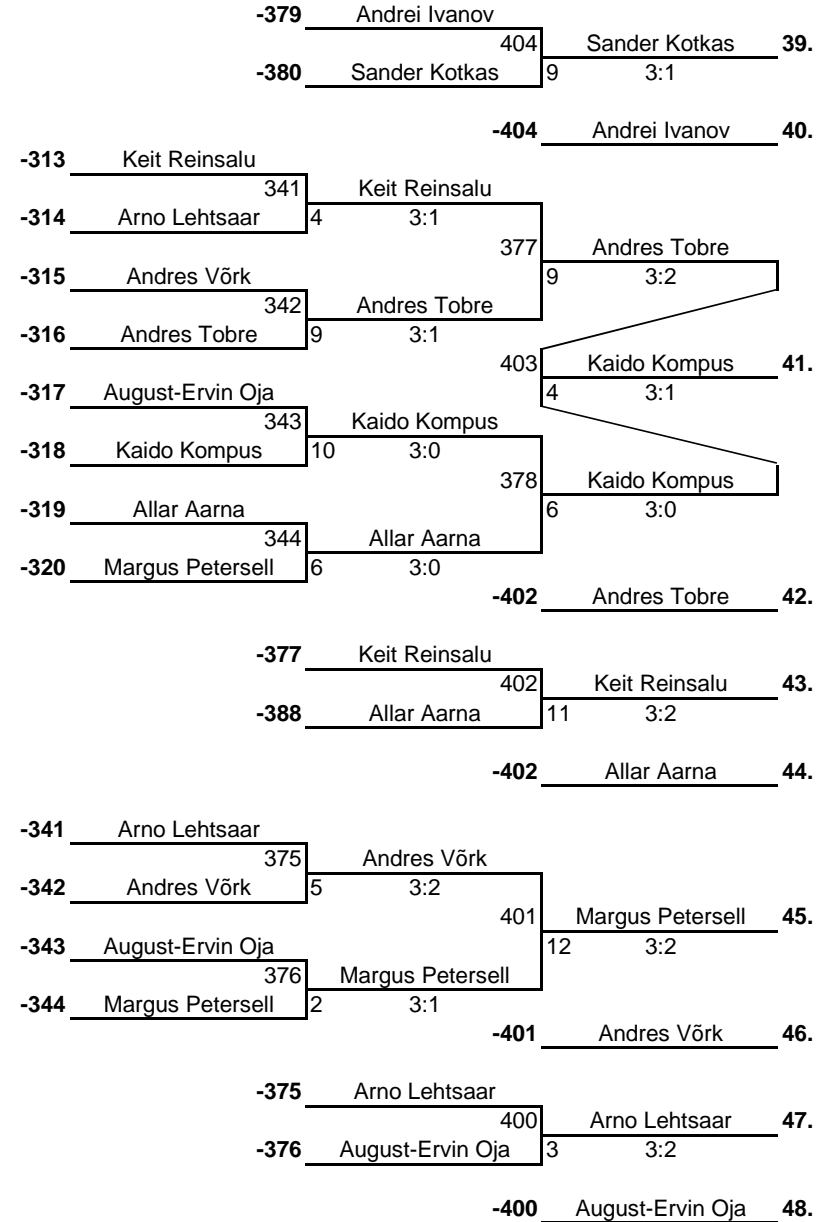 -379 Andrei Ivanov
404 Sander Kotkas 39.
-380 Sander Kotkas 9 3:1
-404 Andrei Ivanov 40.
-313 Keit Reinsalu
341 Keit Reinsalu
-314 Arno Lehtsaar 4 3:1
377 Andres Tobre
-315 Andres Võrk 9 3:2
342 Andres Tobre
-316 Andres Tobre 9 3:1
403 Kaido Kompus 41.
-317 August-Ervin Oja 4 3:1
343 Kaido Kompus
-318 Kaido Kompus 10 3:0
378 Kaido Kompus
-319 Allar Aarna 6 3:0
344 Allar Aarna
-320 Margus Petersell 6 3:0
-402 Andres Tobre 42.
-377 Keit Reinsalu
402 Keit Reinsalu 43.
-388 Allar Aarna 11 3:2
-402 Allar Aarna 44.
-341 Arno Lehtsaar
375 Andres Võrk
-342 Andres Võrk 5 3:2
401 Margus Petersell 45.
-343 August-Ervin Oja 12 3:2
376 Margus Petersell
-344 Margus Petersell 2 3:1
-401 Andres Võrk 46.
-375 Arno Lehtsaar
400 Arno Lehtsaar 47.
-376 August-Ervin Oja 3 3:2
-400 August-Ervin Oja 48.